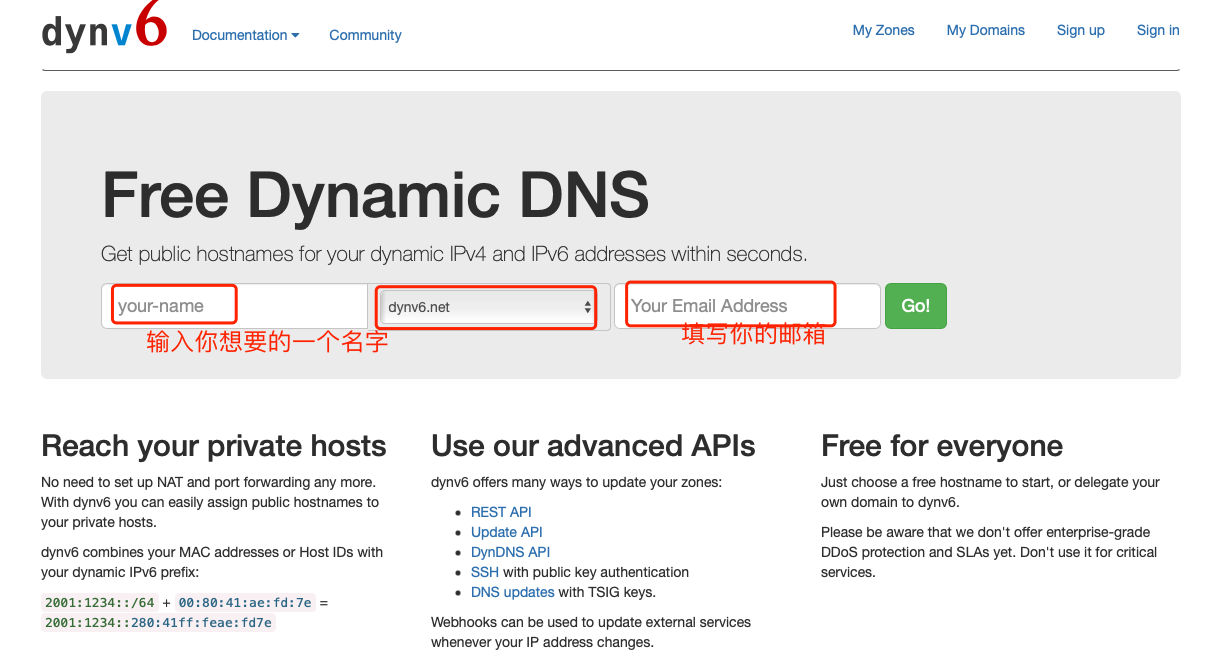 dynv6 Documentation Community My Zones My Domains Sign up Sign in
Free Dynamic DNS
Get public hostnames for your dynamic IPv4 and IPv6 addresses within seconds.
your-name dynv6.net Your Email Address Go!
输入你想要的一个名字 填写你的邮箱
Reach your private hosts
No need to set up NAT and port forwarding any more.
With dynv6 you can easily assign public hostnames to
your private hosts.
dynv6 combines your MAC addresses or Host IDs with
your dynamic IPv6 prefix:
2001:1234::/64 + 00:80:41:ae:fd:7e =
2001:1234::280:41ff:feae:fd7e
Use our advanced APIs
dynv6 offers many ways to update your zones:
• REST API
• Update API
• DynDNS API
• SSH with public key authentication
• DNS updates with TSIG keys.
Webhooks can be used to update external services
whenever your IP address changes.
Free for everyone
Just choose a free hostname to start, or delegate your
own domain to dynv6.
Please be aware that we don't offer enterprise-grade
DDoS protection and SLAs yet. Don't use it for critical
services.